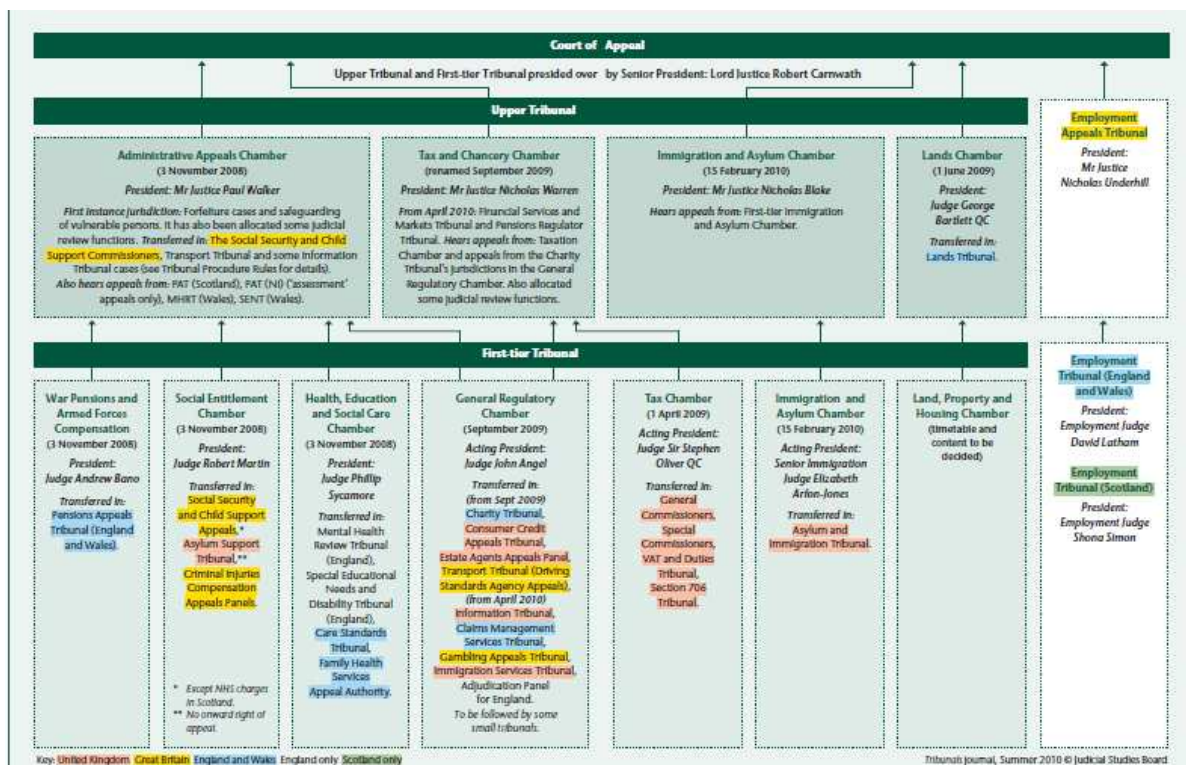 Court of Appeal
Upper Tribunal and First-tier Tribunal presided over by Senior President: Lord Justice Robert Carnwath
Upper Tribunal
Administrative Appeals Chamber
(3 November 2008)
President: Mr Justice Paul Walker
First instance jurisdiction: Forfeiture cases and safeguarding
of vulnerable persons. It has also been allocated some judicial
review functions. Transferred in: The Social Security and Child
Support Commissioners, Transport Tribunal and some Information
Tribunal cases (see Tribunal Procedure Rules for details).
Also hears appeals from: PAT (Scotland), PAT (NI) ('assessment'
appeals only), MHRT (Wales), SENT (Wales).
Tax and Chancery Chamber
(renamed September 2009)
President: Mr Justice Nicholas Warren
From April 2010: Financial Services and
Markets Tribunal and Pensions Regulator
Tribunal. Hears appeals from: Taxation
Chamber and appeals from the Charity
Tribunal's jurisdictions in the General
Regulatory Chamber. Also allocated
some judicial review functions.
Immigration and Asylum Chamber
(15 February 2010)
President: Mr Justice Nicholas Blake
Hears appeals from: First-tier Immigration
and Asylum Chamber.
Lands Chamber
(1 June 2009)
President:
Judge George
Bartlett QC
Transferred in:
Lands Tribunal.
Employment
Appeals Tribunal
President:
Mr Justice
Nicholas Underhill
First-tier Tribunal
War Pensions and
Armed Forces
Compensation
(3 November 2008)
President:
Judge Andrew Bano
Transferred in:
Pensions Appeals
Tribunal (England
and Wales).
Social Entitlement
Chamber
(3 November 2008)
President:
Judge Robert Martin
Transferred in:
Social Security
and Child Support
Appeals,*
Asylum Support
Tribunal,**
Criminal Injuries
Compensation
Appeals Panels.
* Except NHS charges
in Scotland.
** No onward right of
appeal.
Health, Education
and Social Care
Chamber
(3 November 2008)
President:
Judge Phillip
Sycamore
Transferred in:
Mental Health
Review Tribunal
(England),
Special Educational
Needs and
Disability Tribunal
(England),
Care Standards
Tribunal,
Family Health
Services
Appeal Authority.
General Regulatory
Chamber
(September 2009)
Acting President:
Judge John Angel
Transferred in:
(from Sept 2009)
Charity Tribunal,
Consumer Credit
Appeals Tribunal,
Estate Agents Appeals Panel,
Transport Tribunal (Driving
Standards Agency Appeals),
(from April 2010)
Information Tribunal,
Claims Management
Services Tribunal,
Gambling Appeals Tribunal,
Immigration Services Tribunal,
Adjudication Panel
for England.
To be followed by some
small tribunals.
Tax Chamber
(1 April 2009)
Acting President:
Judge Sir Stephen
Oliver QC
Transferred in:
General
Commissioners,
Special
Commissioners,
VAT and Duties
Tribunal,
Section 706
Tribunal.
Immigration and
Asylum Chamber
(15 February 2010)
Acting President:
Senior Immigration
Judge Elizabeth
Arfon-Jones
Transferred in:
Asylum and
Immigration Tribunal.
Land, Property and
Housing Chamber
(timetable and
content to be
decided)
Employment
Tribunal (England
and Wales)
President:
Employment Judge
David Latham
Employment
Tribunal (Scotland)
President:
Employment Judge
Shona Simon
Key: United Kingdom Great Britain England and Wales England only Scotland only
Tribunals journal, Summer 2010 © Judicial Studies Board